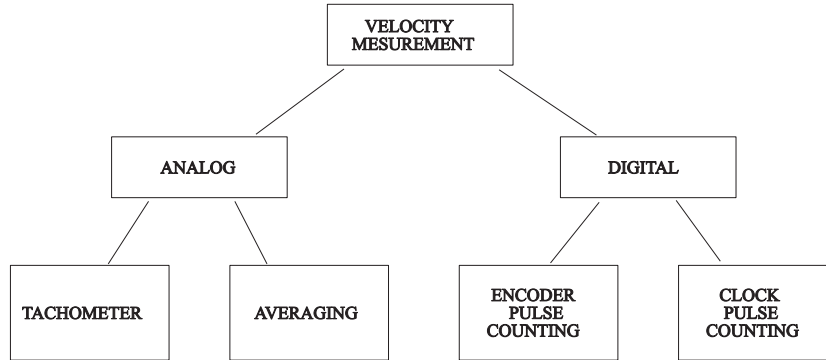 VELOCITY
MESUREMENT
ANALOG
DIGITAL
TACHOMETER
AVERAGING
ENCODER
PULSE
COUNTING
CLOCK
PULSE
COUNTING